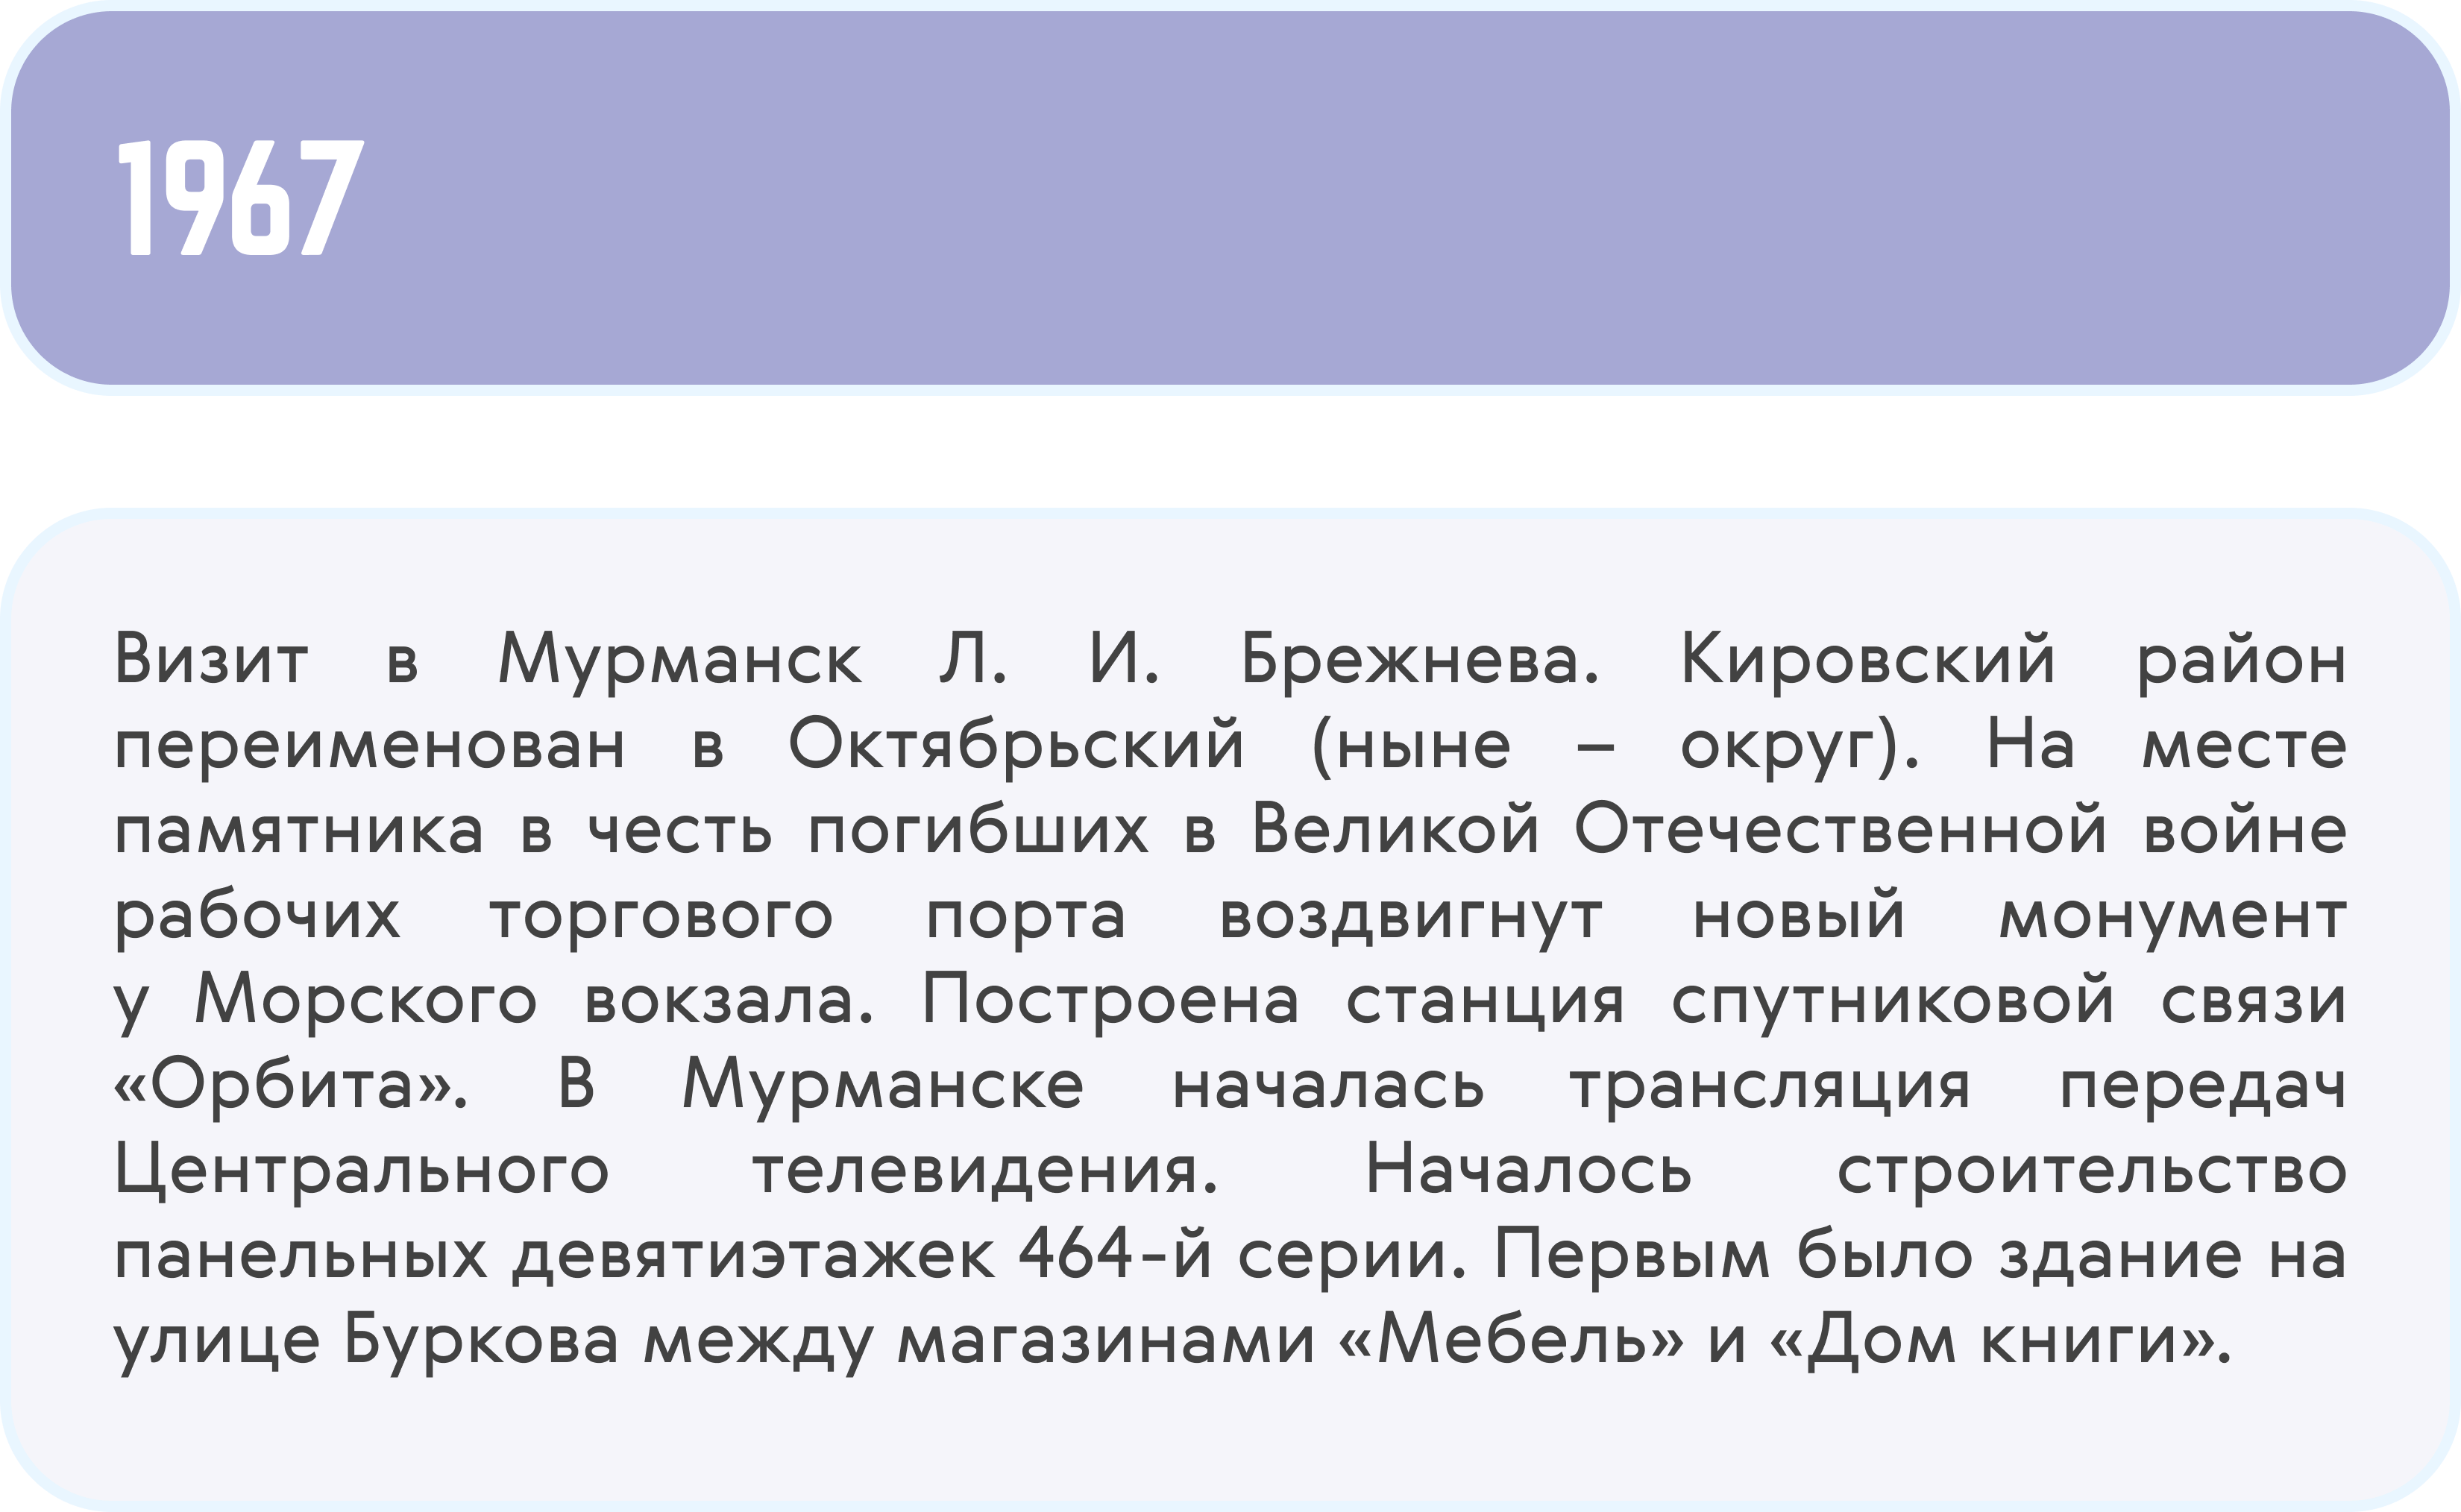 1967
Визит в Мурманск Л. И. Брежнева. Кировский район
переименован в Октябрьский (ныне – округ). На месте
памятника в честь погибших в Великой Отечественной войне
рабочих торгового порта воздвигнут новый монумент
у Морского вокзала. Построена станция спутниковой связи
«Орбита». В Мурманске началась трансляция передач
Центрального телевидения. Началось строительство
панельных девятиэтажек 464-й серии. Первым было здание на
улице Буркова между магазинами «Мебель» и «Дом книги».